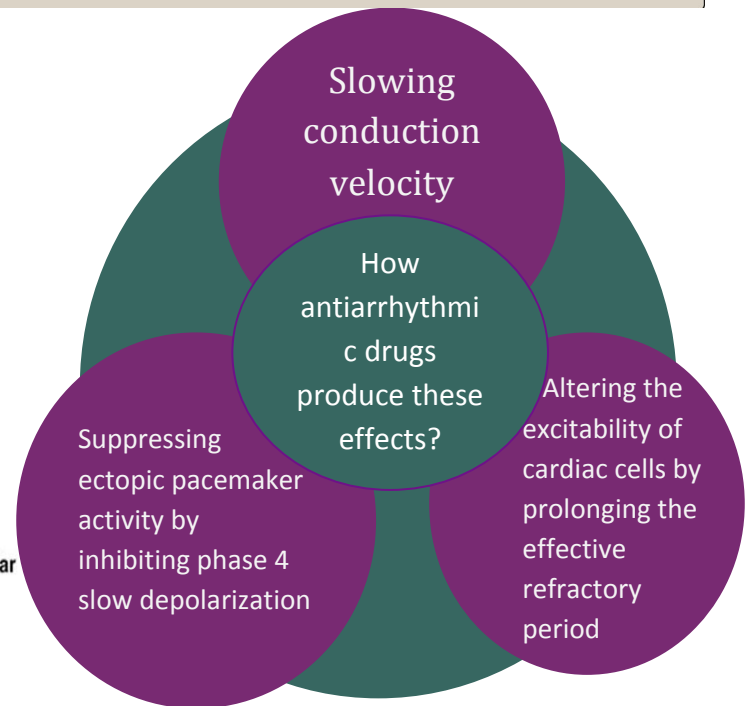 Slowing
conduction
velocity
How
antiarrhythmi
c drugs
produce these
effects?
Suppressing
ectopic pacemaker
activity by
inhibiting phase 4
slow depolarization
Altering the
excitability of
cardiac cells by
prolonging the
effective
refractory
period
ar